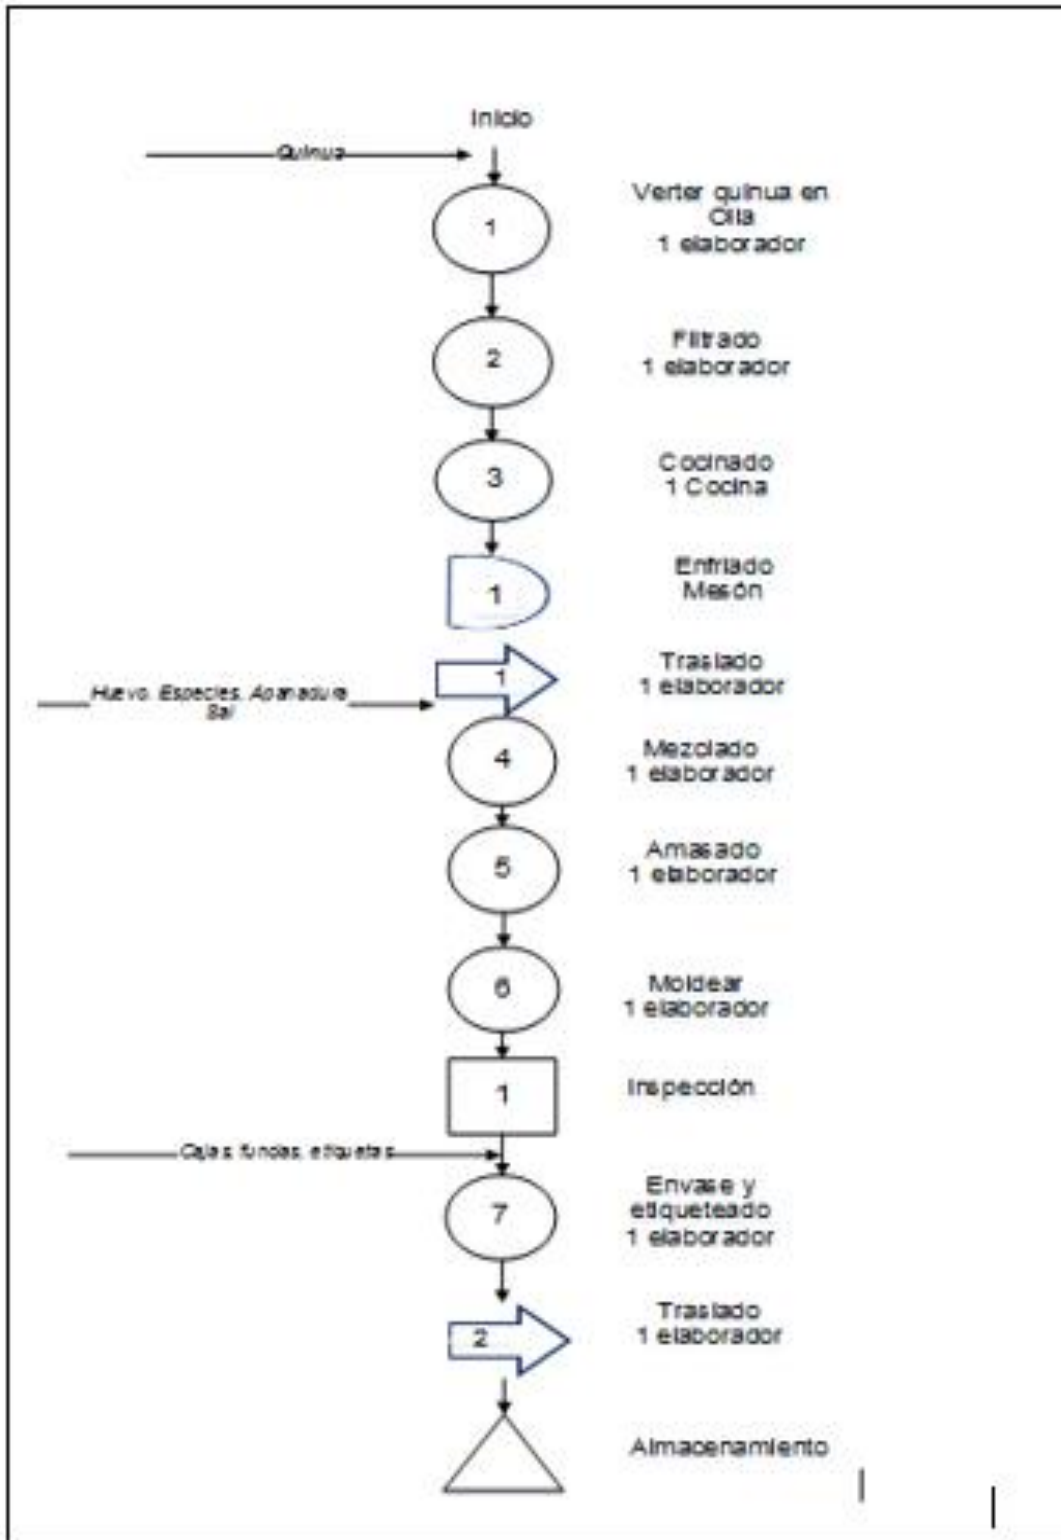 Inicio
Quinua
1
Verter quinua en
Olla
1 elaborador
2
Filtrado
1 elaborador
3
Cocinado
1 Cocina
1
Enfriado
Mesón
1
Traslado
1 elaborador
Huevo, Especies, Apanadura
Sal
4
Mezclado
1 elaborador
5
Amasado
1 elaborador
6
Moldear
1 elaborador
1
Inspección
Cajas, fundas, etiquetas
7
Envase y
etiqueteado
1 elaborador
2
Traslado
1 elaborador
Almacenamiento